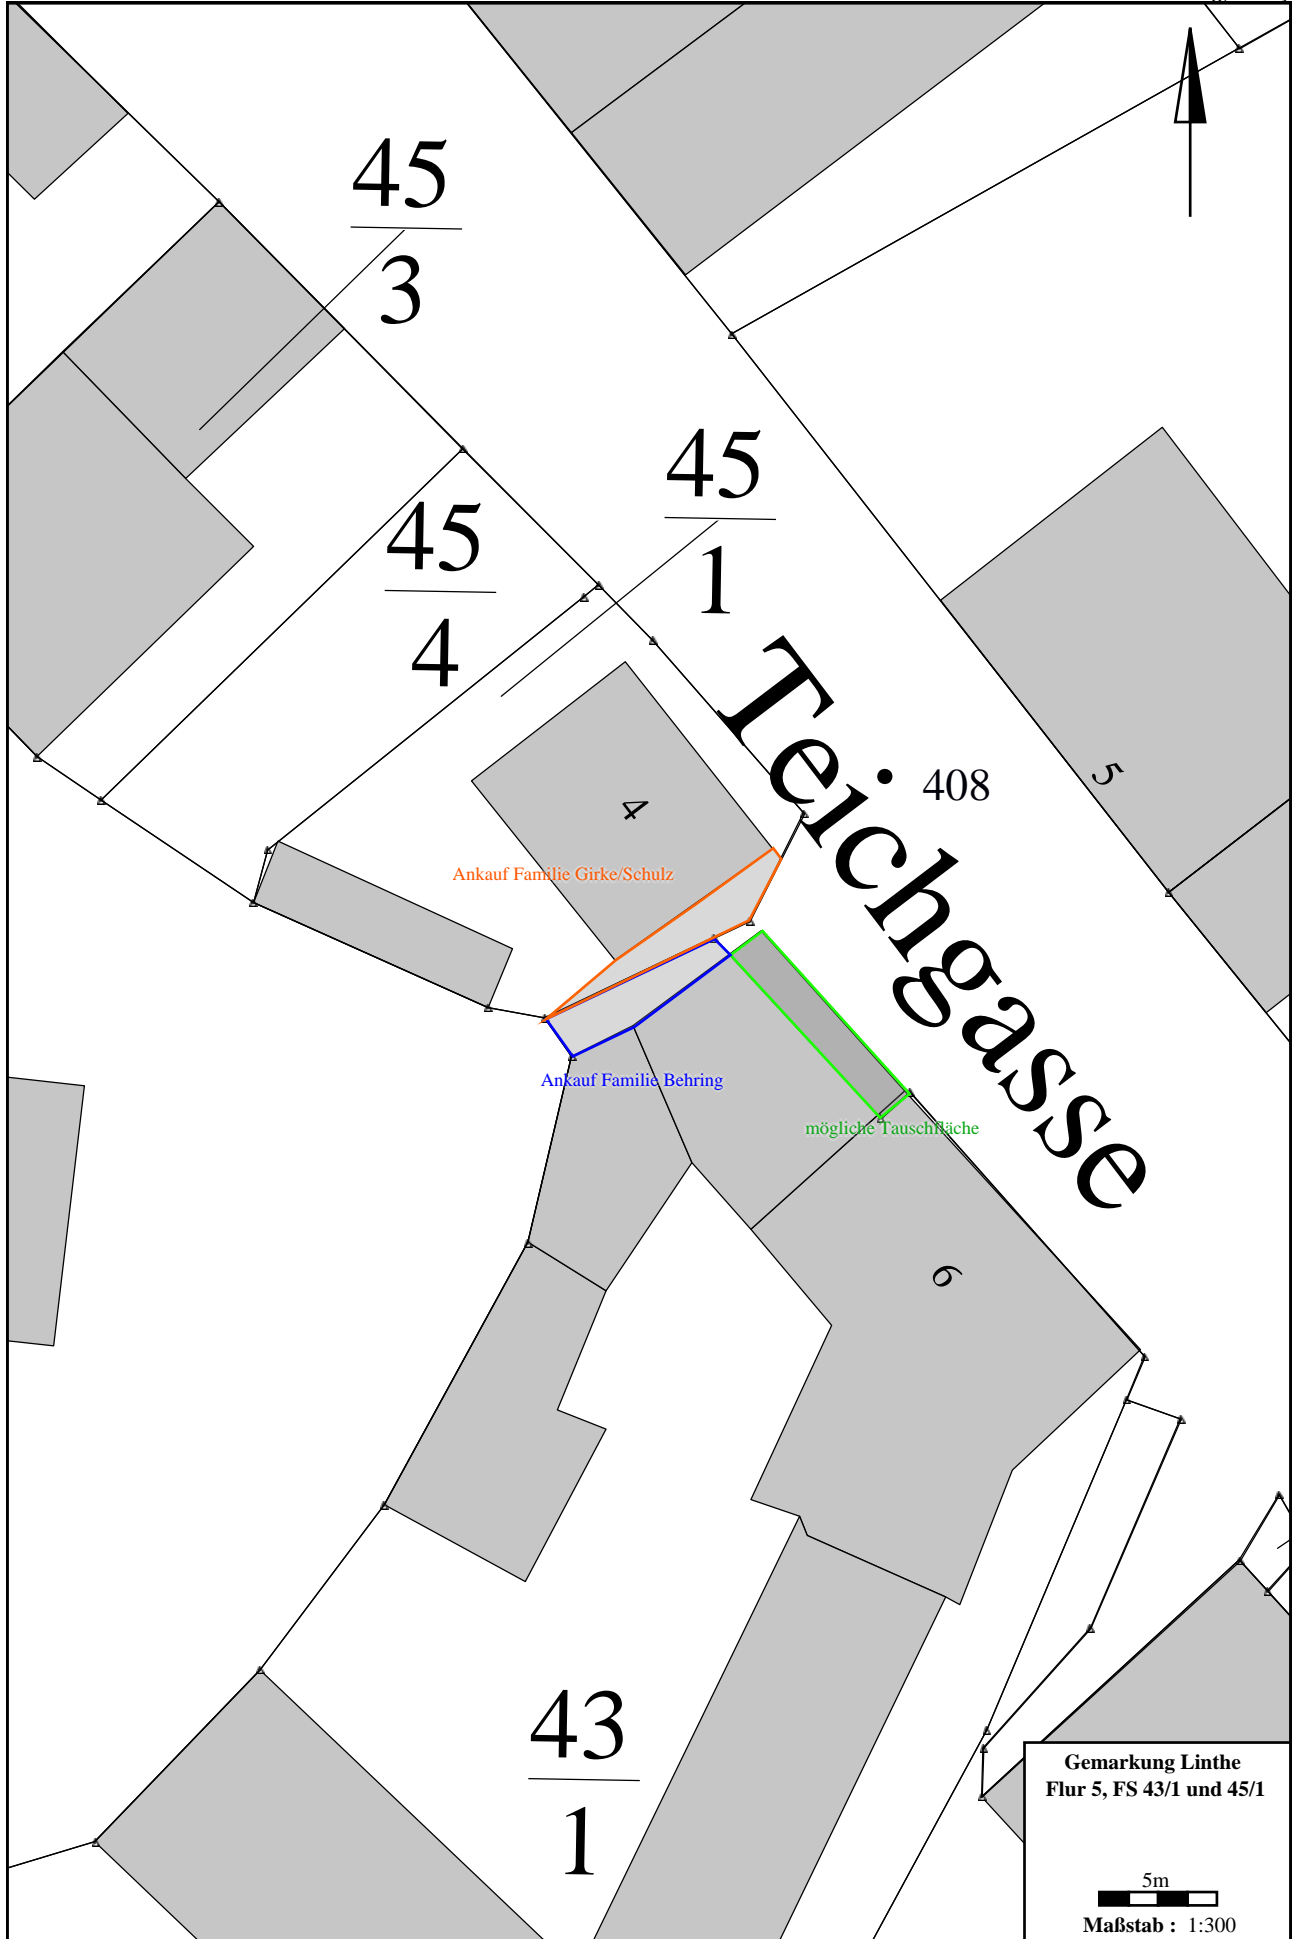 45
3
45
1
45
4
Teichgasse
408
5
4
Ankauf Familie Girke/Schulz
Ankauf Familie Behring
mögliche Tauschfläche
6
43
1
Gemarkung Linthe
Flur 5, FS 43/1 und 45/1
5m
Maßstab : 1:300